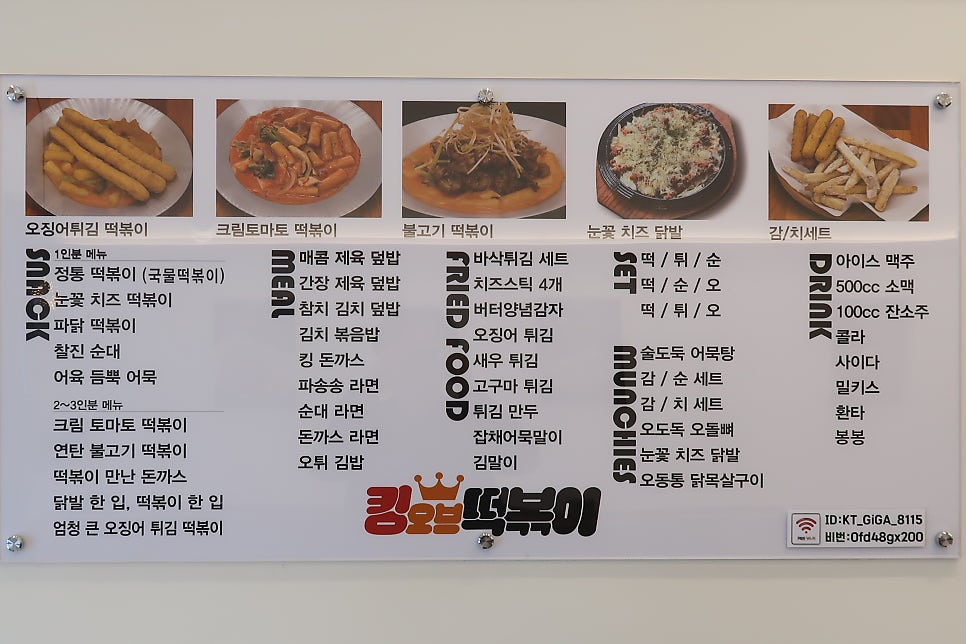 오징어튀김 떡볶이
크림토마토 떡볶이
불고기 떡볶이
눈꽃 치즈 닭발
감/치세트
SNACK
1인분 메뉴
정통 떡볶이 (국물떡볶이)
눈꽃 치즈 떡볶이
파닭 떡볶이
찰진 순대
어육 듬뿍 어묵
2~3인분 메뉴
크림 토마토 떡볶이
연탄 불고기 떡볶이
떡볶이 만난 돈까스
닭발 한 입, 떡볶이 한 입
엄청 큰 오징어 튀김 떡볶이
MEAL
매콤 제육 덮밥
간장 제육 덮밥
참치 김치 덮밥
김치 볶음밥
킹 돈까스
파송송 라면
순대 라면
돈까스 라면
오튀 김밥
FRIED FOOD
바삭튀김 세트
치즈스틱 4개
버터양념감자
오징어 튀김
새우 튀김
고구마 튀김
튀김 만두
잡채어묵말이
김말이
SET
떡 / 튀 / 순
떡 / 순 / 오
떡 / 튀 / 오
MUNCHIES
술도둑 어묵탕
감 / 순 세트
감 / 치 세트
오도독 오돌뼈
눈꽃 치즈 닭발
오동통 닭목살구이
DRINK
아이스 맥주
500cc 소맥
100cc 잔소주
콜라
사이다
밀키스
환타
봉봉
킹오브떡볶이
ID:KT_GiGA_8115
비번:0fd48gx200